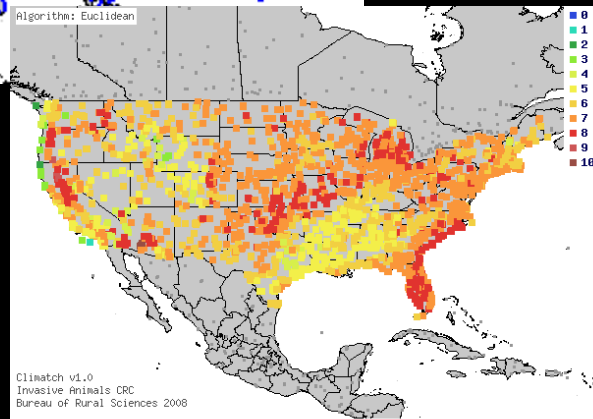 Algorithm: Euclidean
0
1
2
3
4
5
6
7
8
9
10
Climatch v1.0
Invasive Animals CRC
Bureau of Rural Sciences 2008